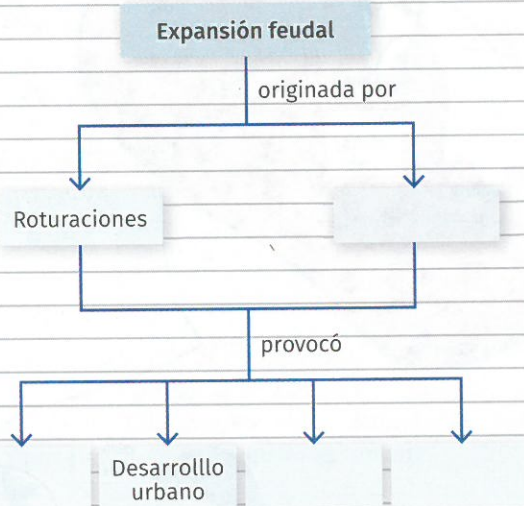 Expansión feudal
originada por
Roturaciones
provocó
Desarrolllo
urbano